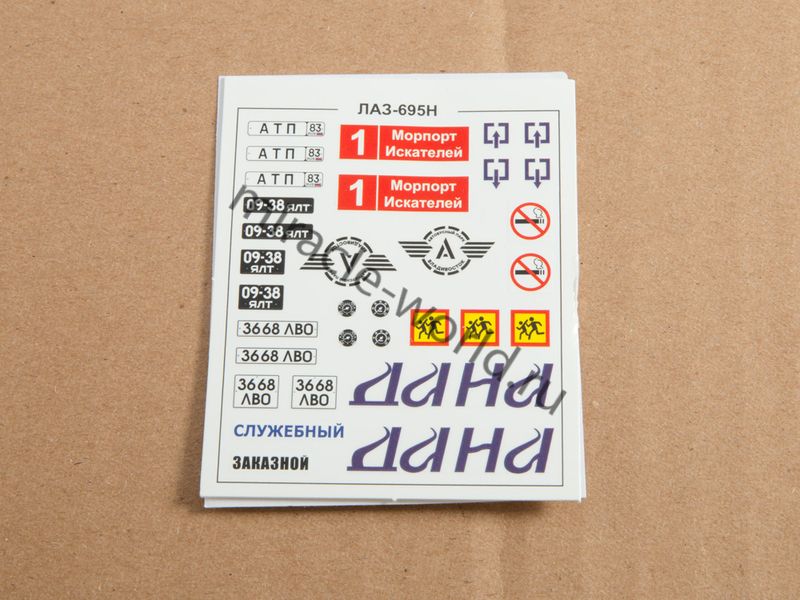 ЛАЗ-695Н
АТП 83
АТП 83
АТП 83
1 Морпорт
Искателей
1 Морпорт
Искателей
09-38 ЯЛТ
09-38 ЯЛТ
09-38
ЯЛТ
09-38
ЯЛТ
А
ВЛАДИВОСТОК
3668 ЛВО
3668 ЛВО
3668
ЛВО
3668
ЛВО
ДАНА
ДАНА
СЛУЖЕБНЫЙ
ЗАКАЗНОЙ
miracle-world.ru